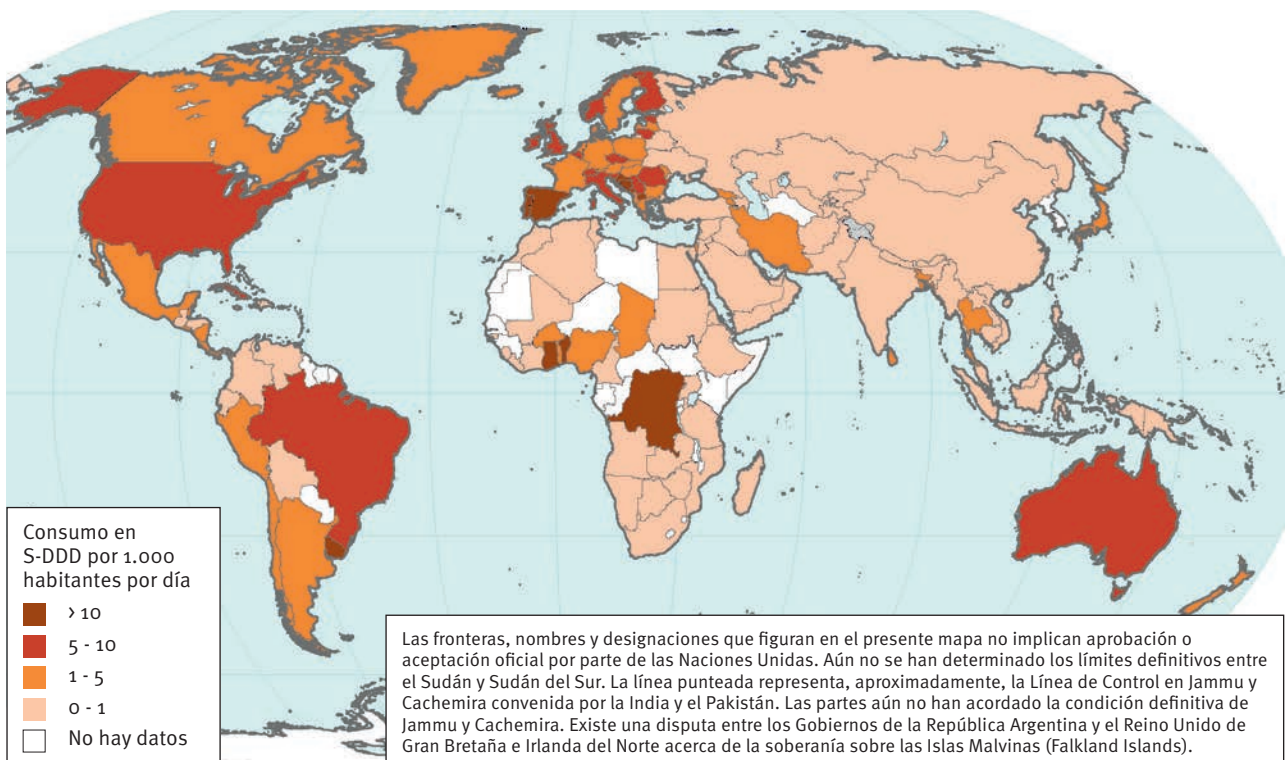 Consumo en
S-DDD por 1.000
habitantes por día
> 10
5 - 10
1 - 5
0 - 1
No hay datos
Las fronteras, nombres y designaciones que figuran en el presente mapa no implican aprobación o
aceptación oficial por parte de las Naciones Unidas. Aún no se han determinado los límites definitivos entre
el Sudán y Sudán del Sur. La línea punteada representa, aproximadamente, la Línea de Control en Jammu y
Cachemira convenida por la India y el Pakistán. Las partes aún no han acordado la condición definitiva de
Jammu y Cachemira. Existe una disputa entre los Gobiernos de la República Argentina y el Reino Unido de
Gran Bretaña e Irlanda del Norte acerca de la soberanía sobre las Islas Malvinas (Falkland Islands).